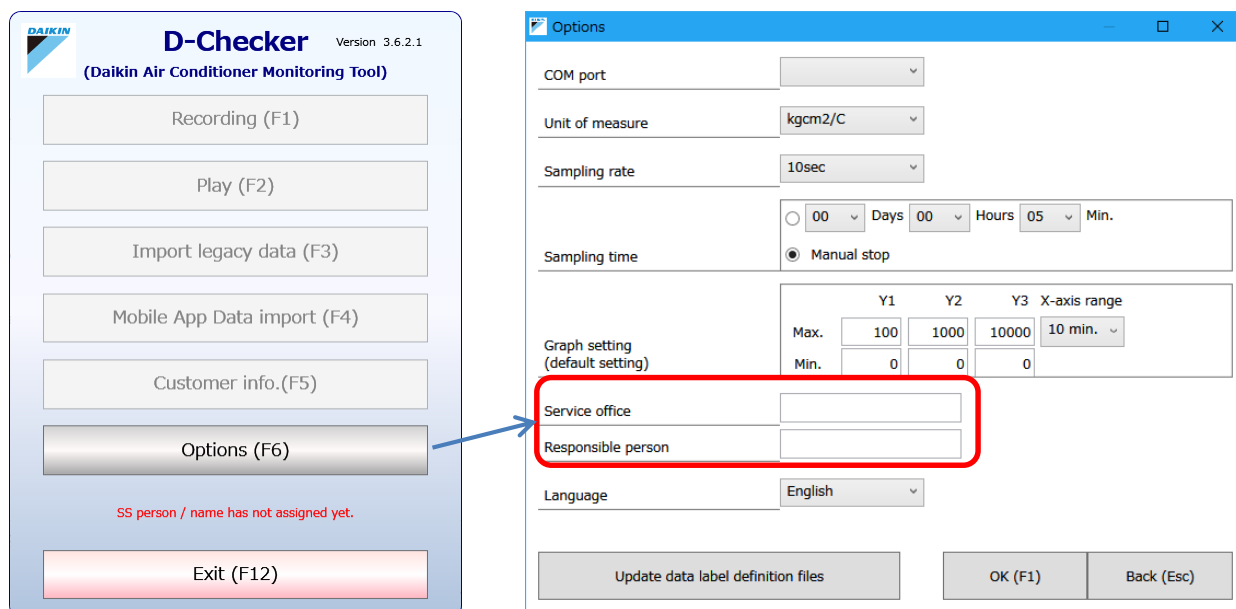 DAIKIN
D-Checker Version 3.6.2.1
(Daikin Air Conditioner Monitoring Tool)
Recording (F1)
Play (F2)
Import legacy data (F3)
Mobile App Data import (F4)
Customer info.(F5)
Options (F6)
SS person / name has not assigned yet.
Exit (F12)
Options
COM port
Unit of measure kgcm2/C
Sampling rate 10sec
00 Days 00 Hours 05 Min.
Sampling time Manual stop
Y1 Y2 Y3 X-axis range
Max. 100 1000 10000 10 min.
Graph setting
(default setting) Min. 0 0 0
Service office
Responsible person
Language English
Update data label definition files OK (F1) Back (Esc)